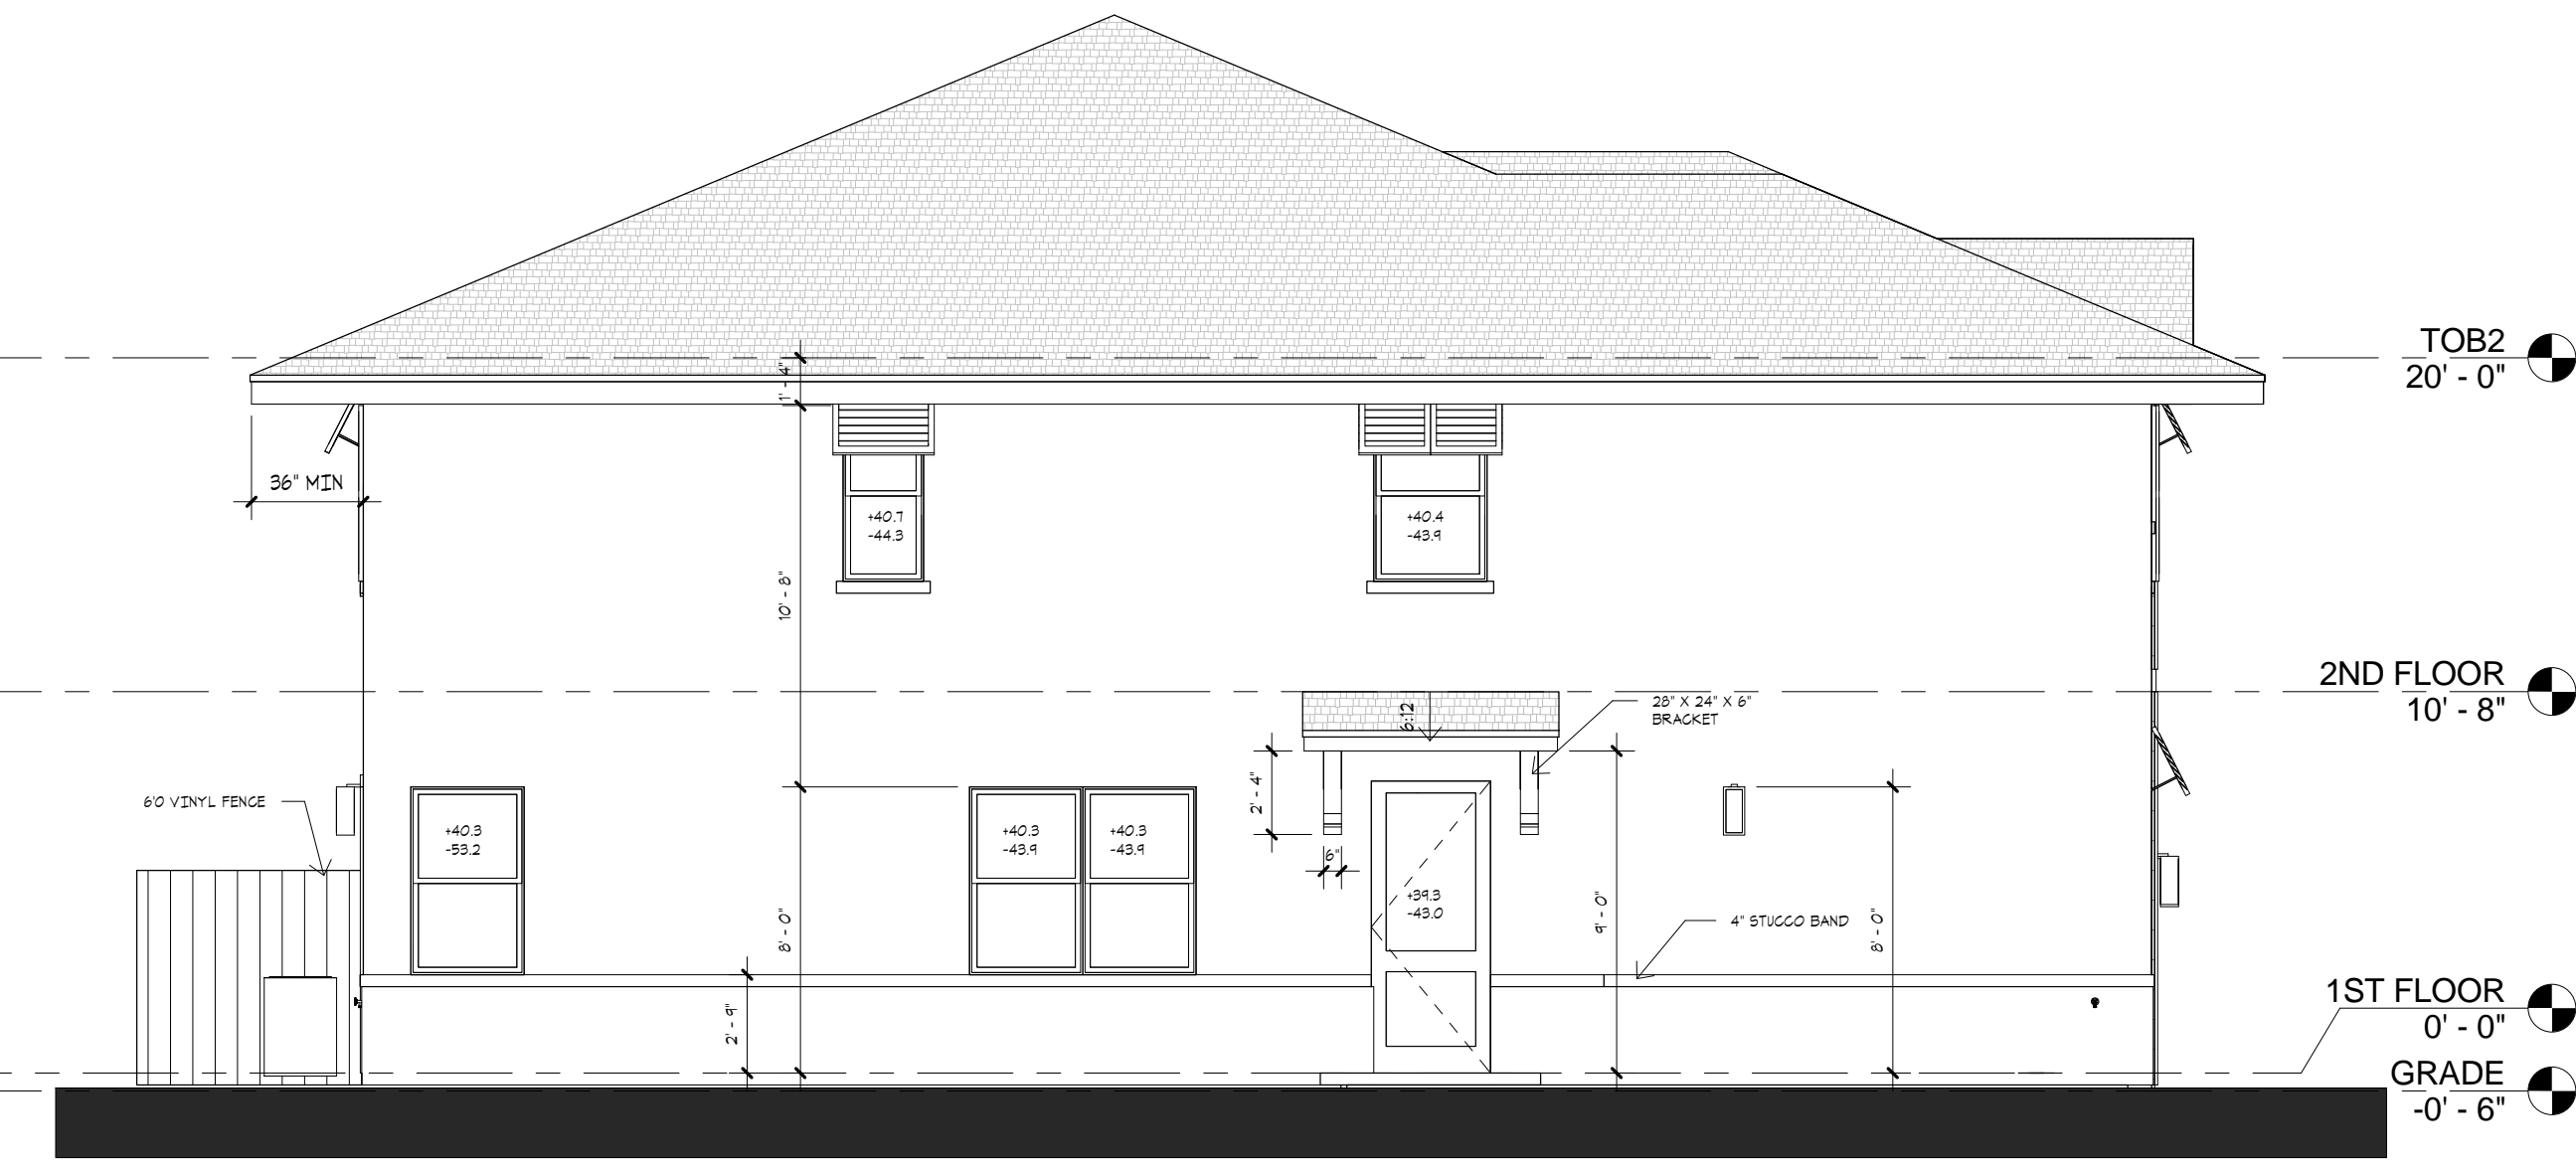 TOB2
20' - 0"
1' - 4"
36" MIN
+40.7
-44.3
+40.4
-43.9
10' - 8"
2ND FLOOR
10' - 8"
6:12
28" X 24" X 6"
BRACKET
2' - 4"
6'0 VINYL FENCE
+40.3
-53.2
+40.3
-43.9
+40.3
-43.9
6"
+39.3
-43.0
8' - 0"
9' - 0"
4" STUCCO BAND
8' - 0"
2' - 9"
1ST FLOOR
0' - 0"
GRADE
-0' - 6"